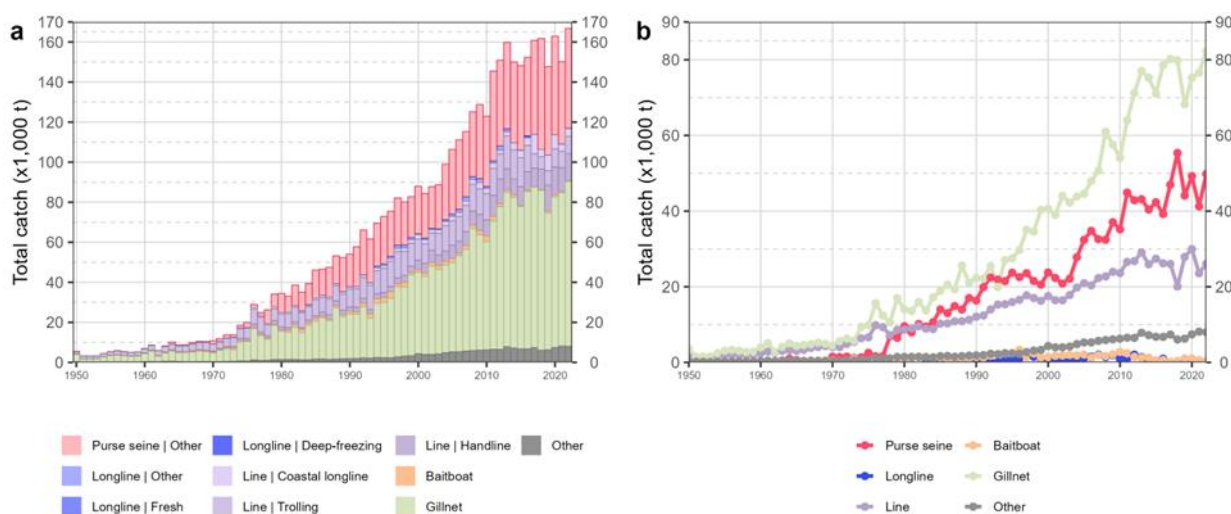 a
b
Total catch (x1,000 t)
170
160
140
120
100
80
60
40
20
0
170
160
140
120
100
80
60
40
20
0
1950 1960 1970 1980 1990 2000 2010 2020
Total catch (x1,000 t)
90
80
60
40
20
0
90
80
60
40
20
0
1950 1960 1970 1980 1990 2000 2010 2020
Purse seine | Other
Longline | Other
Longline | Fresh
Longline | Deep-freezing
Line | Coastal longline
Line | Trolling
Line | Handline
Baitboat
Gillnet
Other
Purse seine
Longline
Line
Baitboat
Gillnet
Other